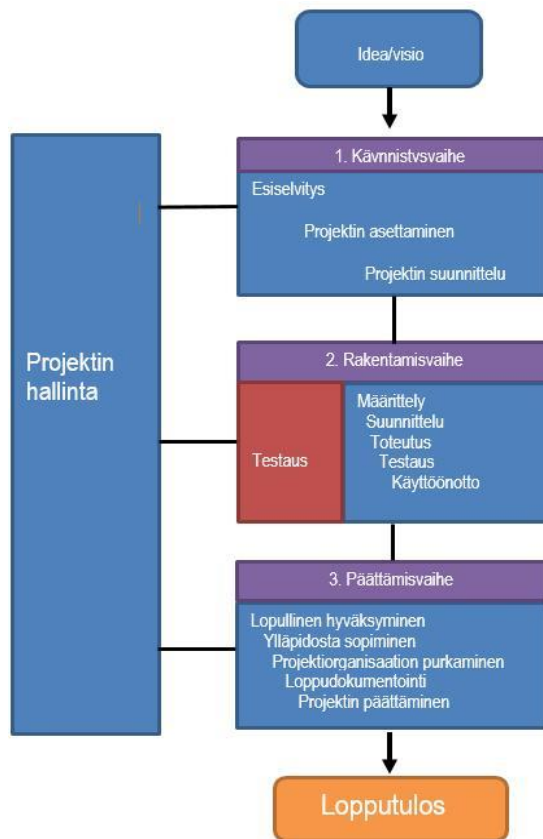 Idea/visio
1. Kävnnistvsvaihe
Esiselvitys
Projektin asettaminen
Projektin suunnittelu
Projektin
hallinta
2. Rakentamisvaihe
Testaus
Määrittely
Suunnittelu
Toteutus
Testaus
Käyttöönotto
3. Päättämisvaihe
Lopullinen hyväksyminen
Ylläpidosta sopiminen
Projektiorganisaation purkaminen
Loppudokumentointi
Projektin päättäminen
Lopputulos